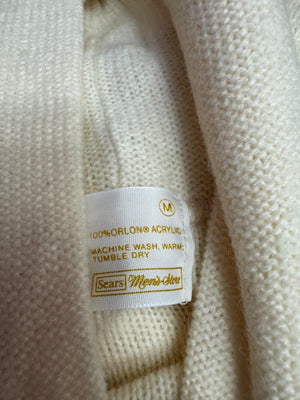 M
100% ORLON® ACRYLIC
MACHINE WASH, WARM
TUMBLE DRY
Sears Men's Store